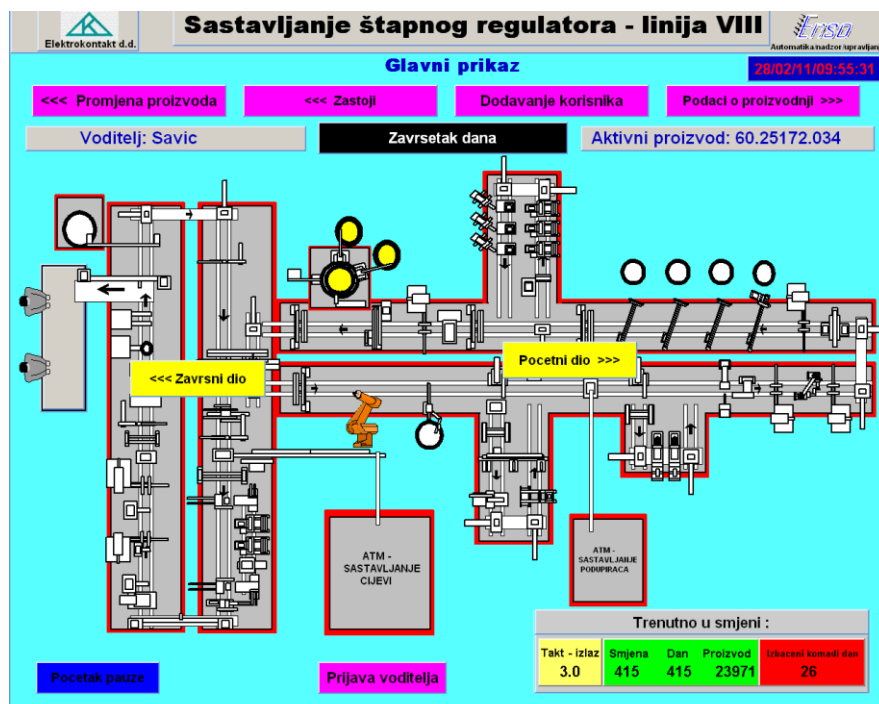 Elektrokontakt d.d.
Sastavljanje štapnog regulatora - linija VIII
Enso
Automatika nadzor i upravljanje
Glavni prikaz
28/02/11/09:55:31
<<< Promjena proizvoda
<<< Zastoji
Dodavanje korisnika
Podaci o proizvodnji >>>
Voditelj: Savic
Zavrsetak dana
Aktivni proizvod: 60.25172.034
Pocetni dio >>>
<<< Zavrsni dio
ATM -
SASTAVLJANJE
CIJEVI
ATM -
SASTAVLJANJE
PODUPIRACA
Trenutno u smjeni :
Takt - izlaz Smjena Dan Proizvod Izbaceni komadi dan
3.0 415 415 23971 26
Pocetak pauze
Prijava voditelja